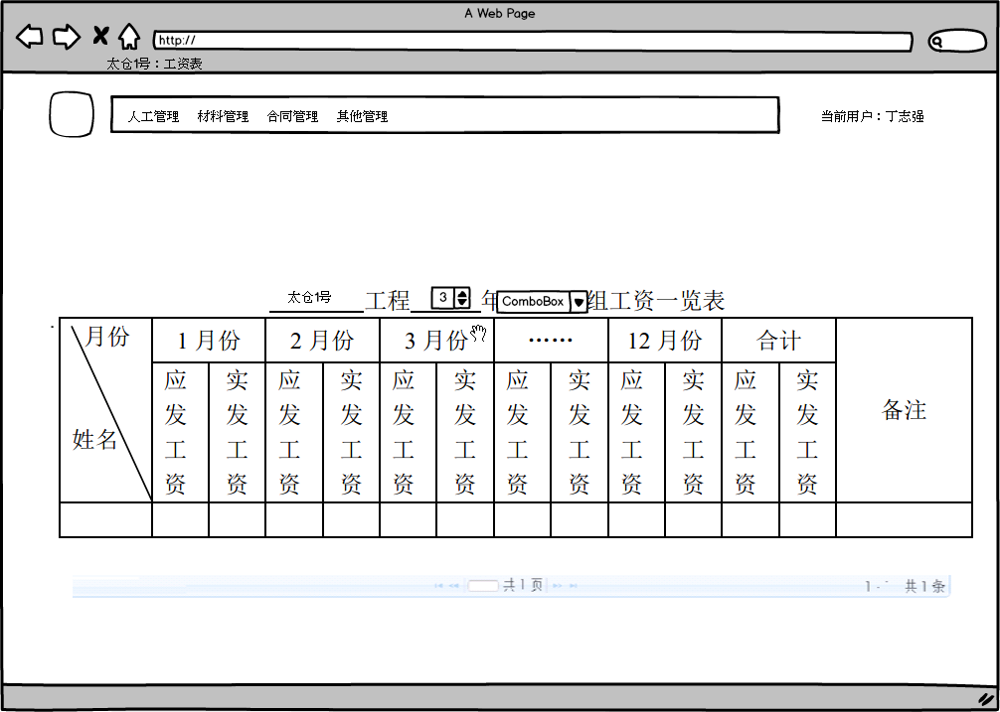 A Web Page
http://
太仓1号：工资表
人工管理 材料管理 合同管理 其他管理 当前用户：丁志强
太仓1号 工程 3 年 ComboBox 组工资一览表
月份 1 月份 2 月份 3 月份 …… 12 月份 合计
姓名 应发工资 实发工资 应发工资 实发工资 应发工资 实发工资 应发工资 实发工资 应发工资 实发工资 应发工资 实发工资 备注
共 1 页 1 - 共 1 条